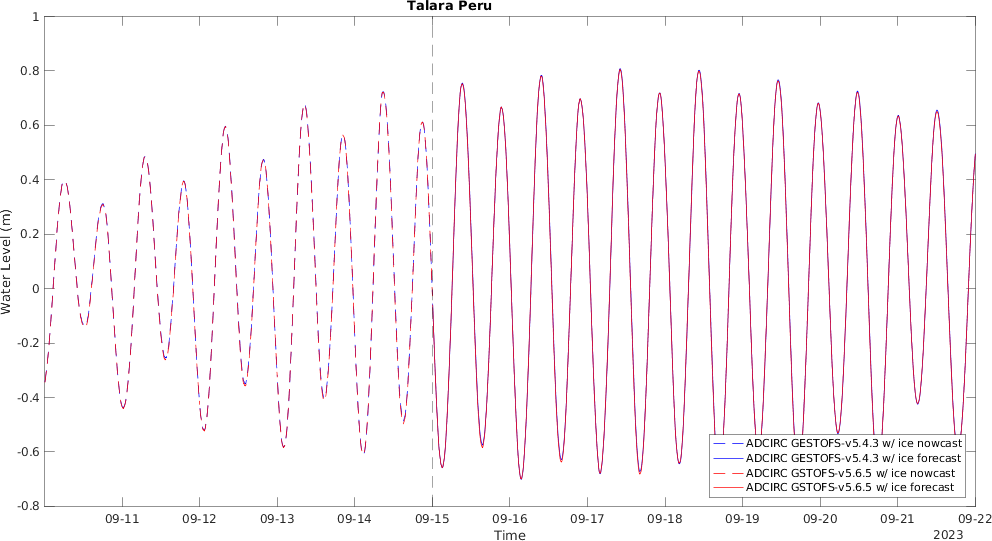 Talara Peru
1
0.8
0.6
0.4
0.2
0
-0.2
-0.4
-0.6
-0.8
Water Level (m)
ADCIRC GESTOFS-v5.4.3 w/ ice nowcast
ADCIRC GESTOFS-v5.4.3 w/ ice forecast
ADCIRC GSTOFS-v5.6.5 w/ ice nowcast
ADCIRC GSTOFS-v5.6.5 w/ ice forecast
09-11 09-12 09-13 09-14 09-15 09-16 09-17 09-18 09-19 09-20 09-21 09-22
Time
2023